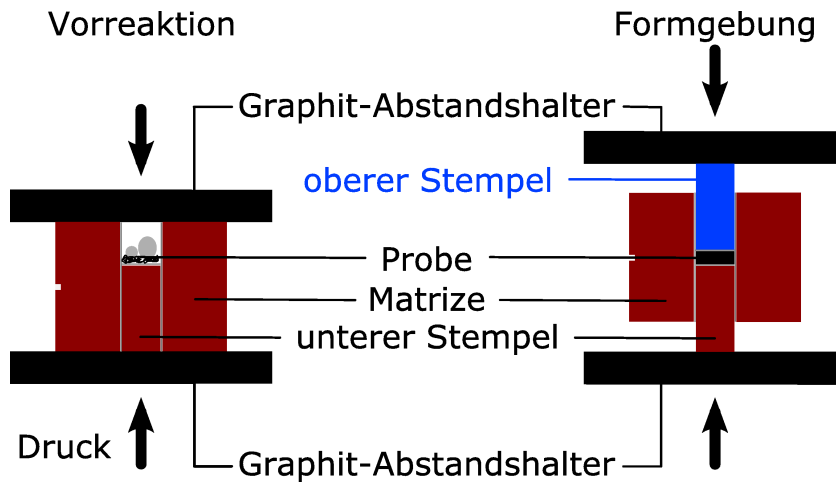 Vorreaktion
Formgebung
Graphit-Abstandshalter
oberer Stempel
Probe
Matrize
unterer Stempel
Druck
Graphit-Abstandshalter